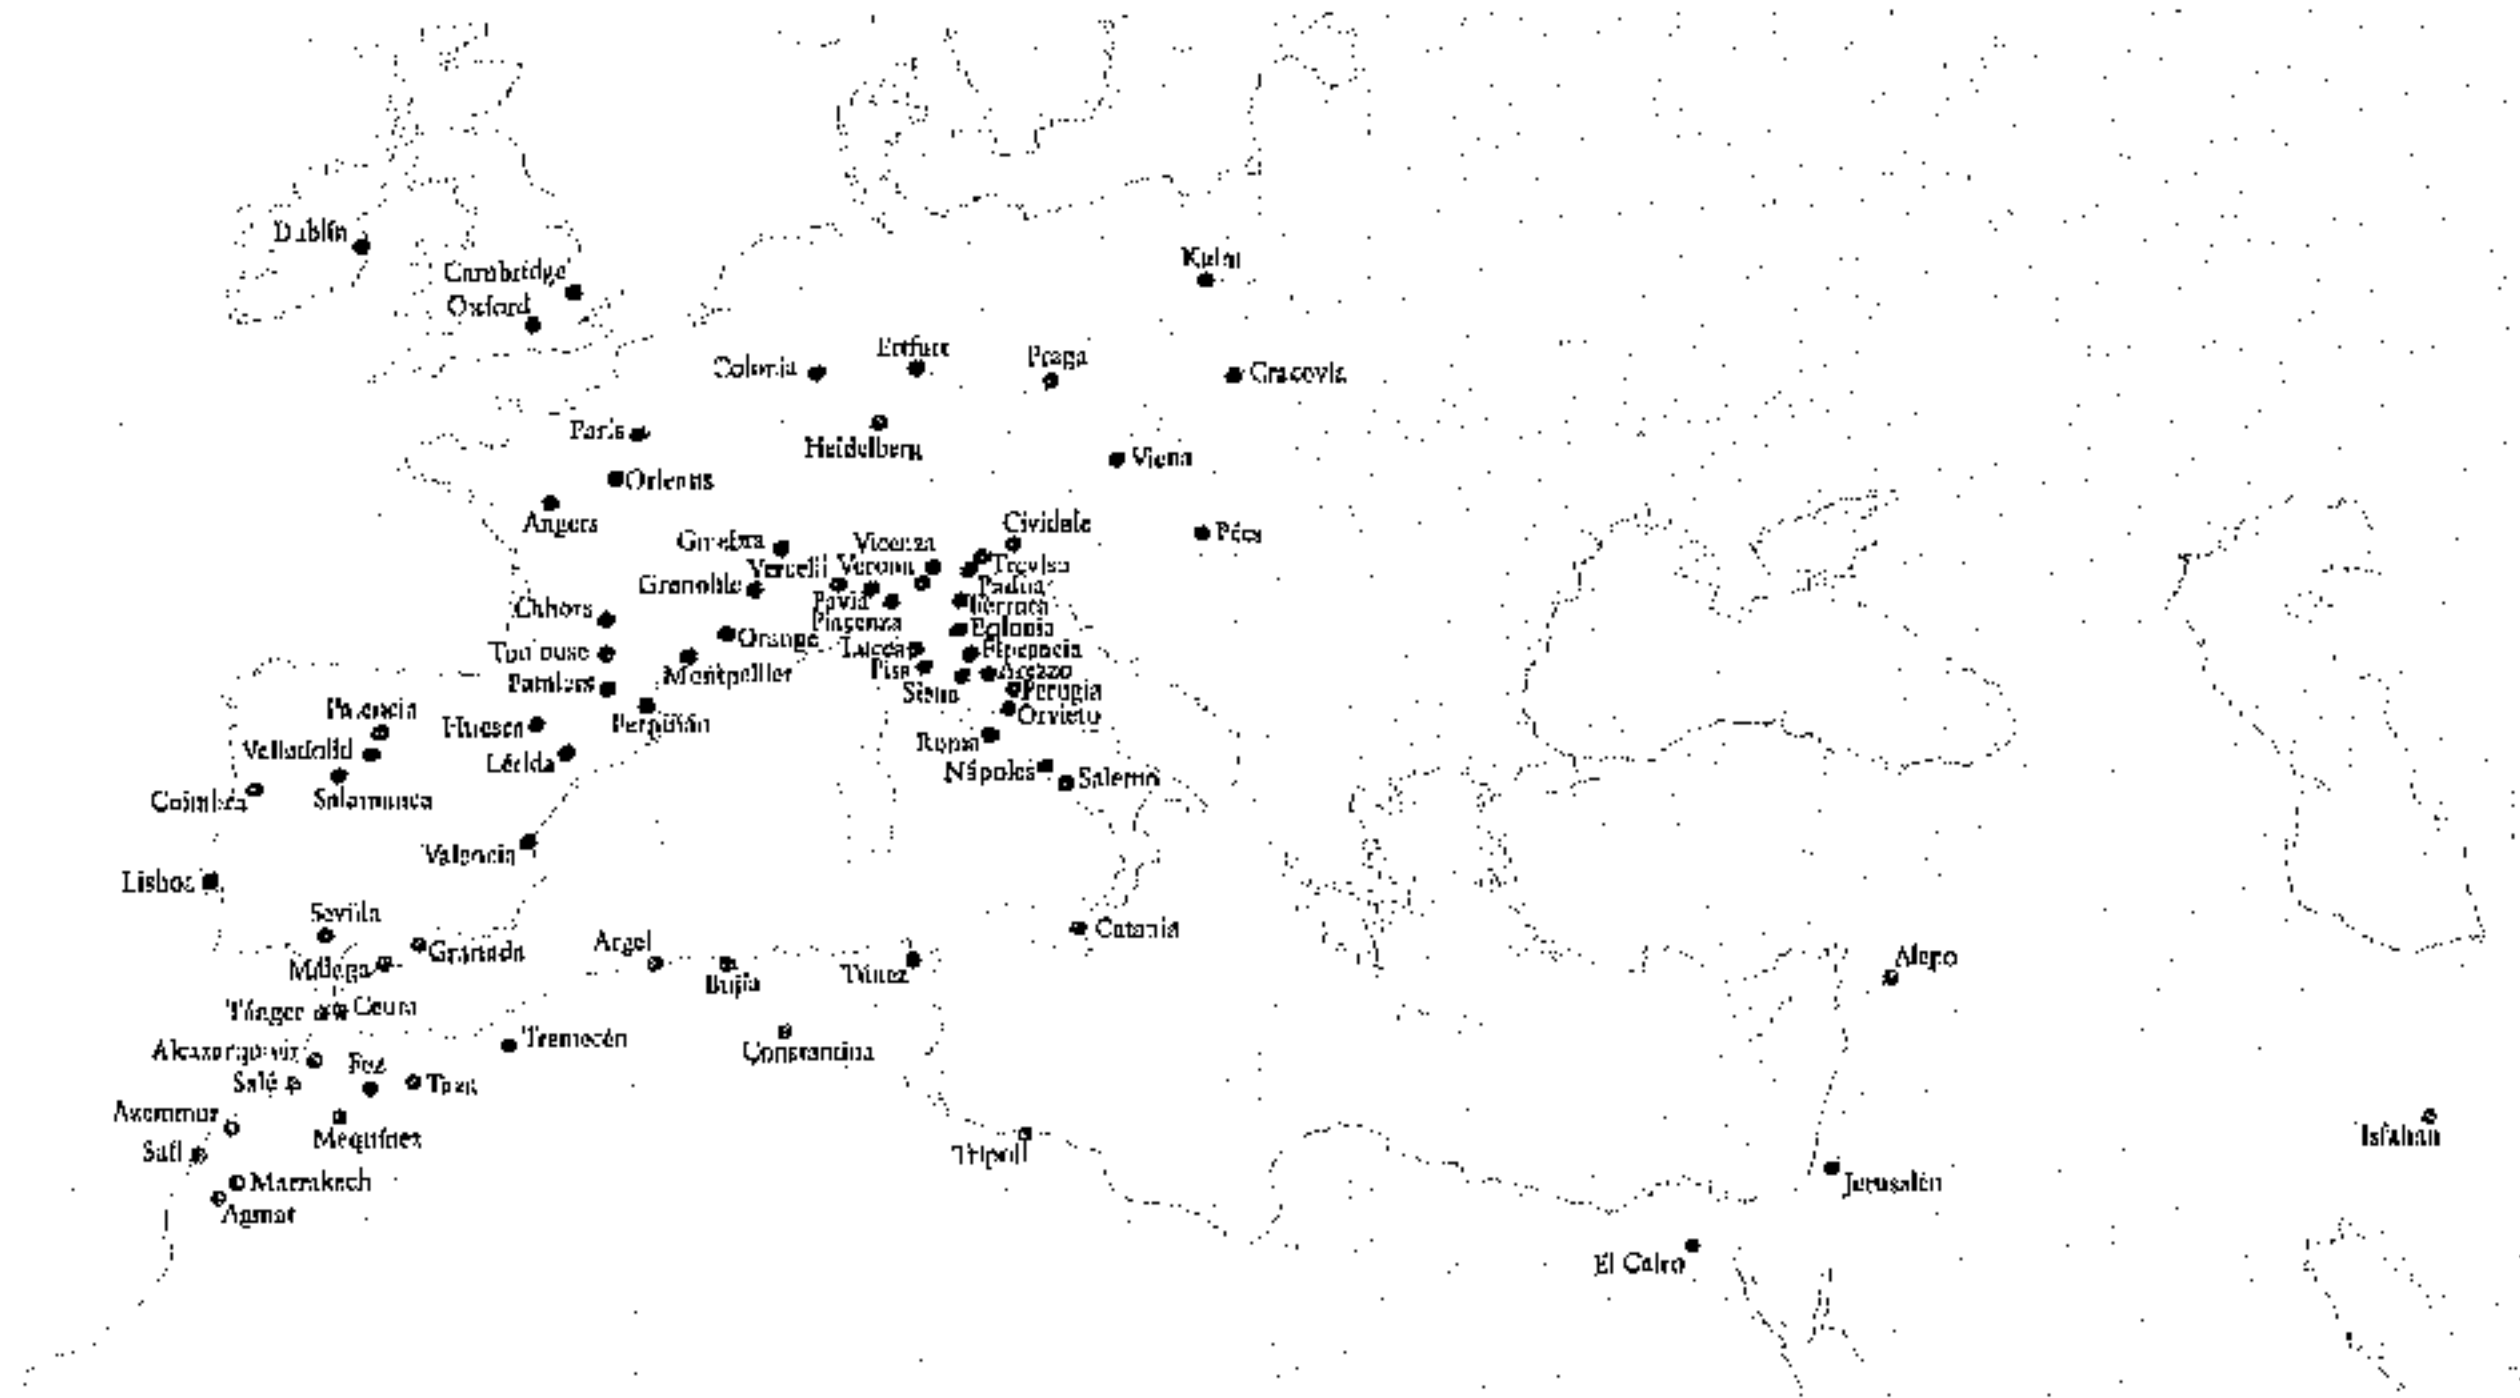 Dublín
Cambridge
Oxford
Colonia
Erfurt
Praga
Cracovia
París
Heidelberg
Viena
Orleans
Angers
Cividale
Pécs
Ginebra
Vicenza
Vercelli
Verona
Treviso
Grenoble
Padua
Pavia
Ferrara
Cahors
Piacenza
Bolonia
Orange
Toulouse
Lucca
Florencia
Montpellier
Pisa
Arezzo
Pamiers
Siena
Perugia
Palencia
Huesca
Perpiñán
Orvieto
Valladolid
Roma
Lérida
Nápoles
Salerno
Coimbra
Salamanca
Valencia
Lisboa
Sevilla
Catania
Granada
Argel
Málaga
Bujía
Túnez
Alepo
Tánger
Ceuta
Tremecén
Alcazarquivir
Constantina
Fez
Salé
Azemmur
Mequínez
Safi
Trípoli
Isfahán
Marrakech
Jerusalén
Agmat
El Cairo